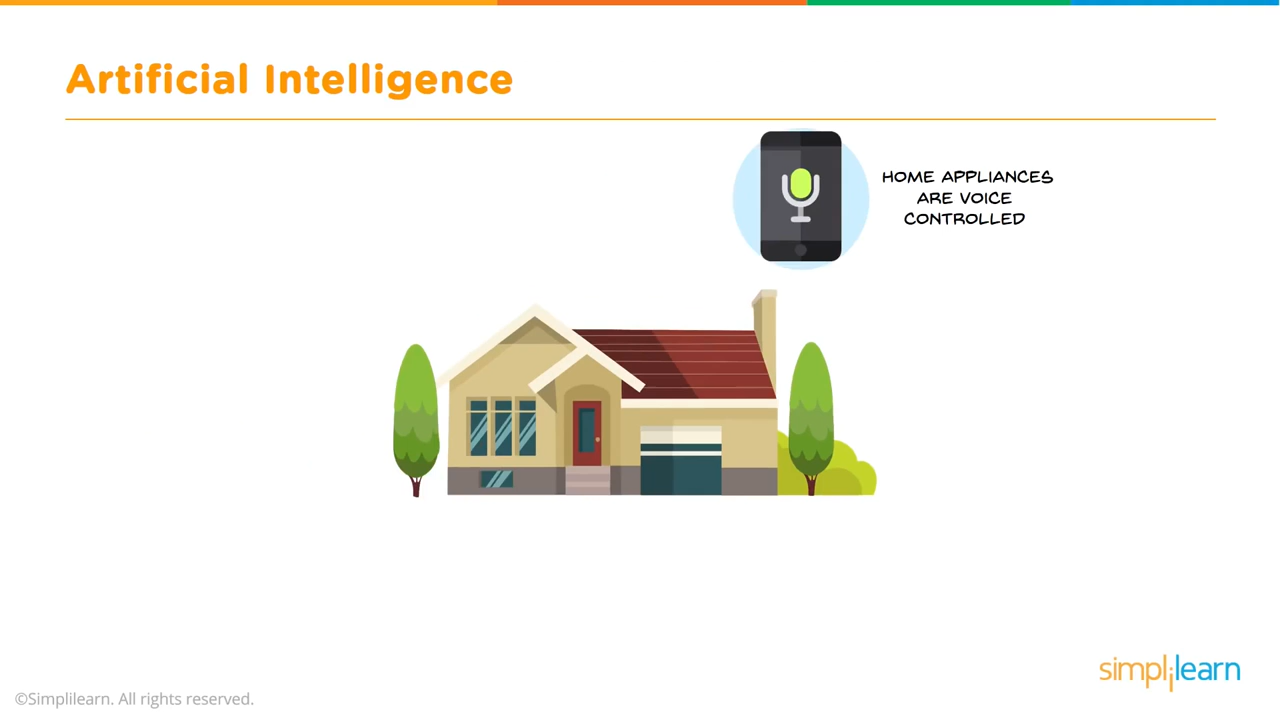 Artificial Intelligence
HOME APPLIANCES
ARE VOICE
CONTROLLED
simplilearn
©Simplilearn. All rights reserved.